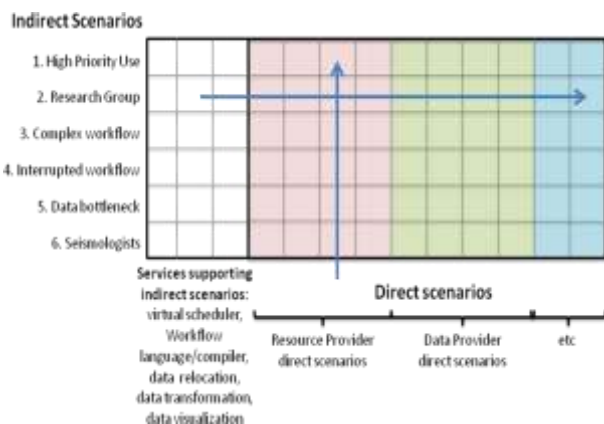 Indirect Scenarios
1. High Priority Use
2. Research Group
3. Complex workflow
4. Interrupted workflow
5. Data bottleneck
6. Seismologists
Services supporting
indirect scenarios:
virtual scheduler,
Workflow
language/compiler,
data relocation,
data transformation,
data visualization
Direct scenarios
Resource Provider
direct scenarios
Data Provider
direct scenarios
etc